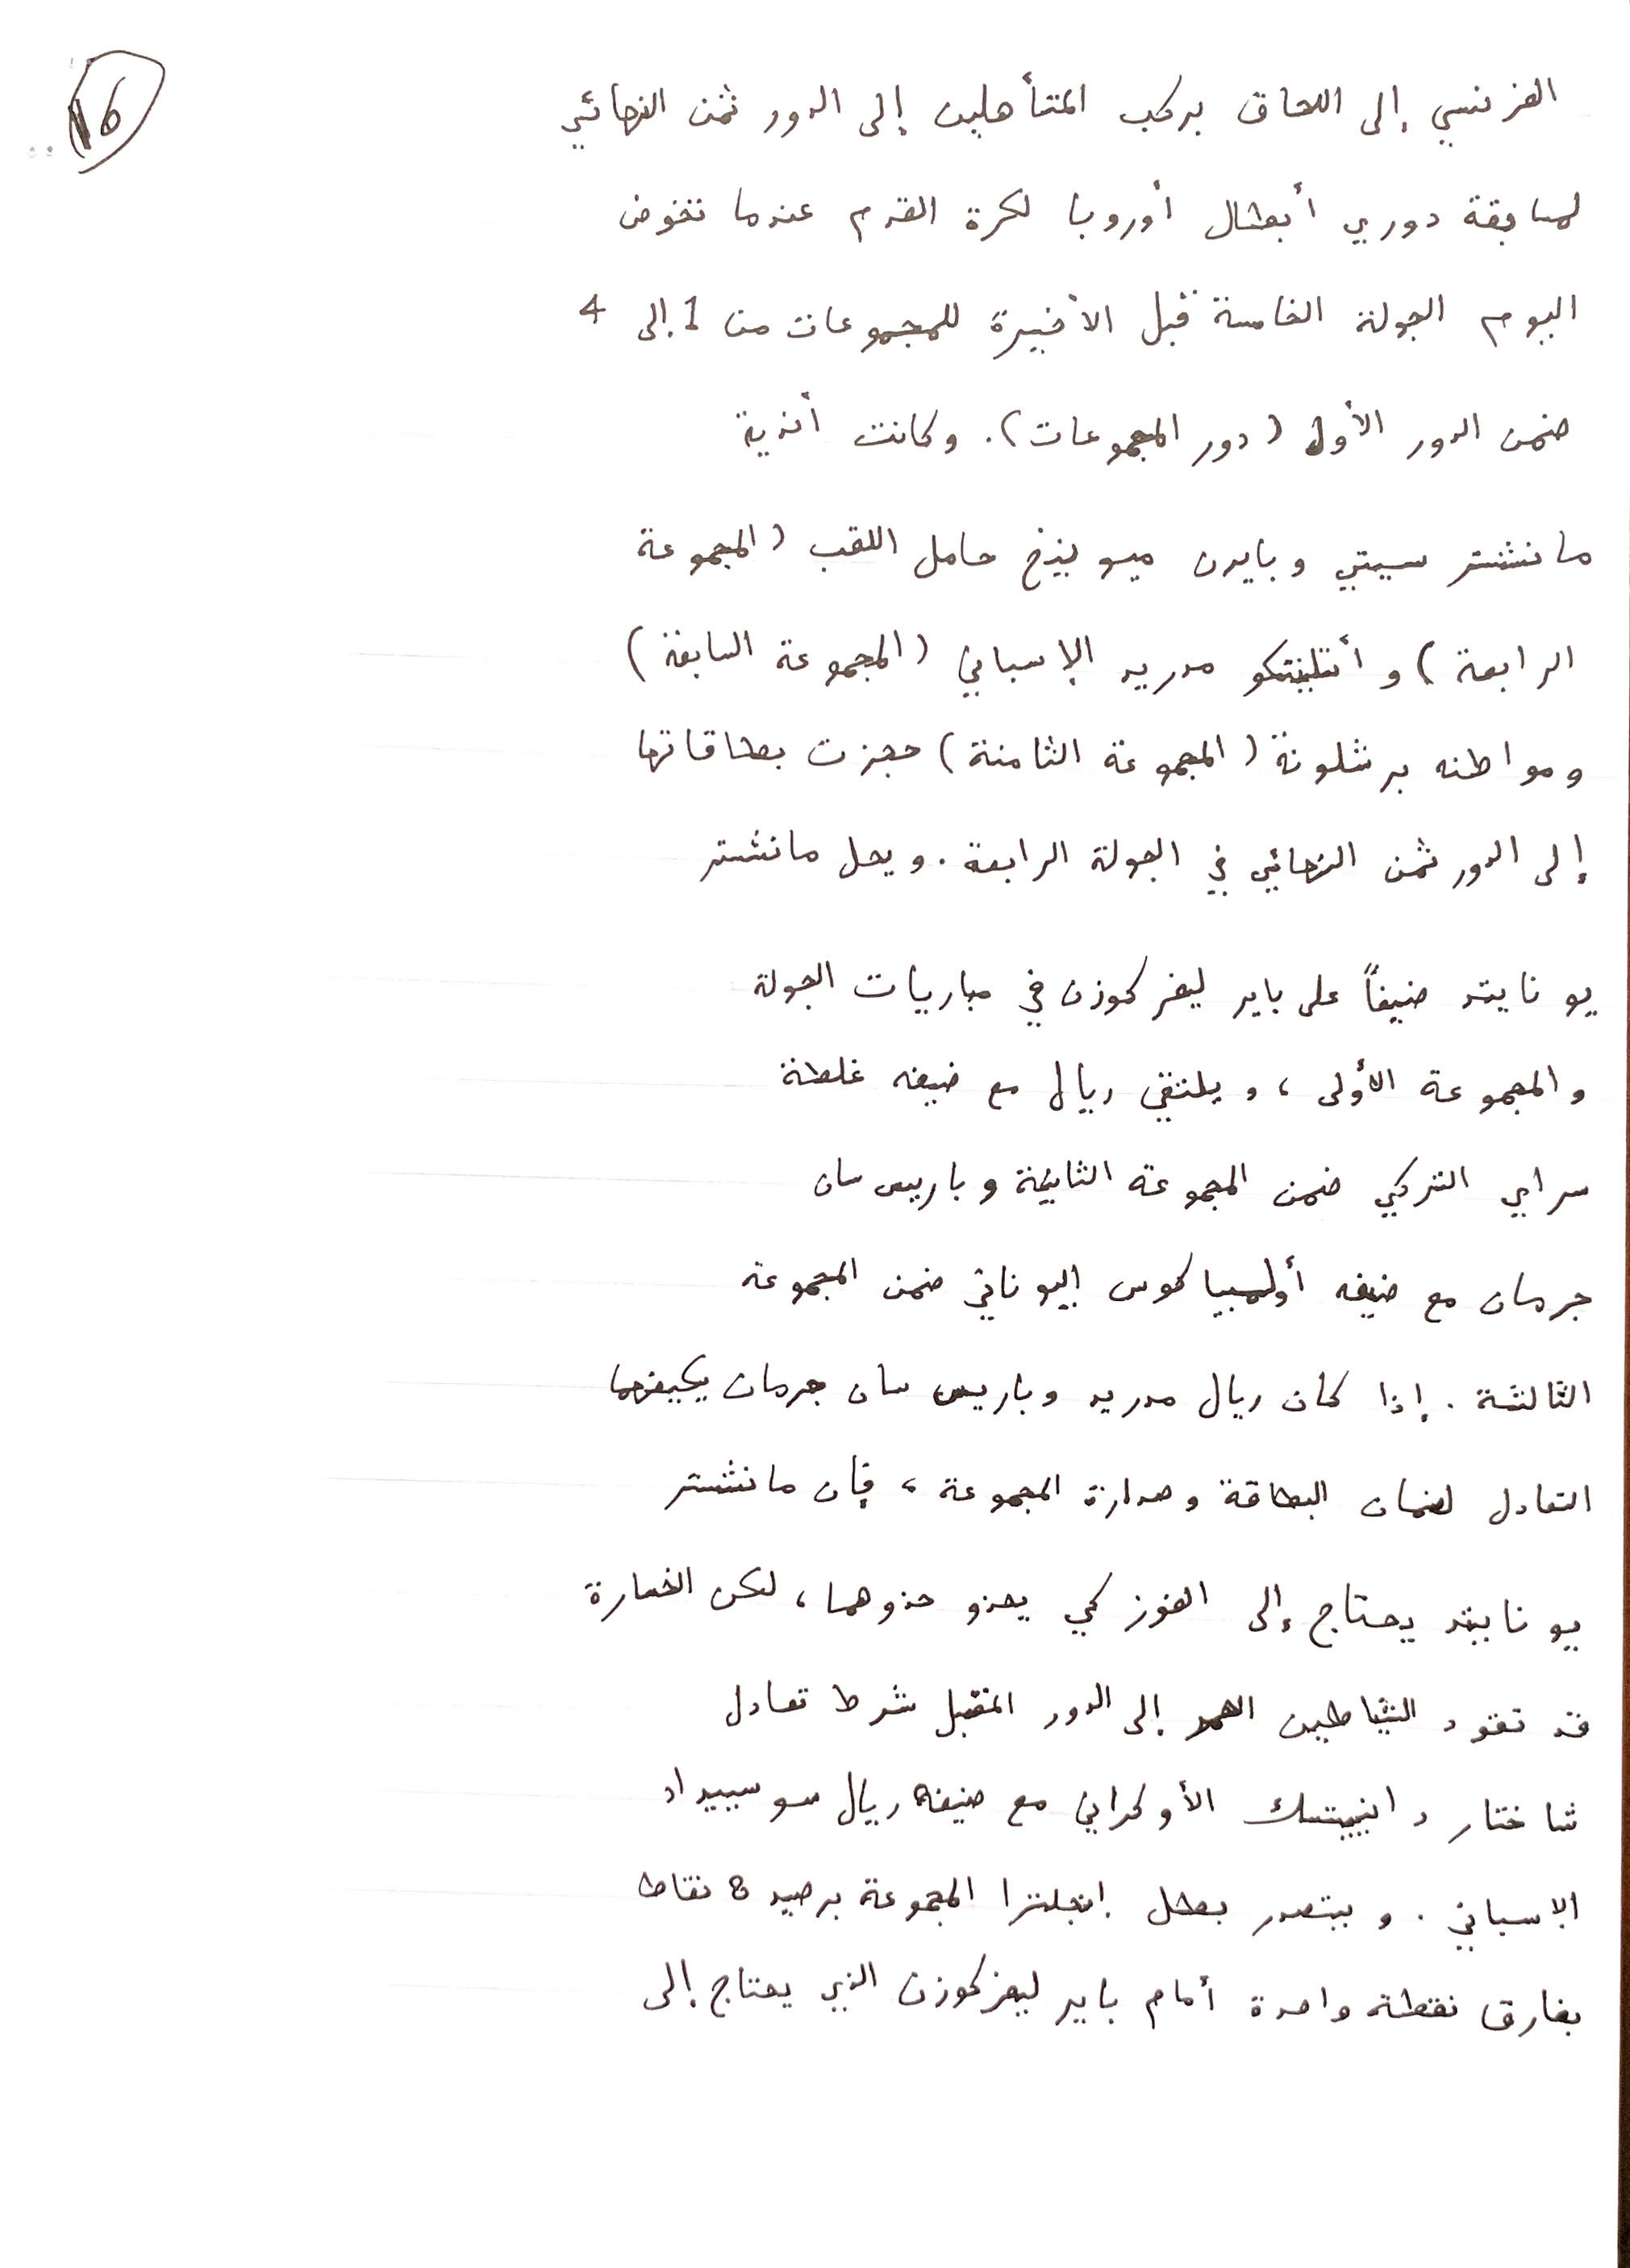 16
الفرنسي إلى اللحاق بركب المتأهلين إلى الدور ثمن النهائي
لمسابقة دوري أبطال أوروبا لكرة القدم عندما تخوض
اليوم الجولة الخامسة قبل الأخيرة للمجموعات من 1 إلى 4
ضمن الدور الأول (دور المجموعات). وكانت أندية
مانشستر سيتي وبايرن ميونيخ حامل اللقب (المجموعة
الرابعة) وأتليتكو مدريد الإسباني (المجموعة السابعة)
ومواطنه برشلونة (المجموعة الثامنة) حجزت بطاقاتها
إلى الدور ثمن النهائي في الجولة الرابعة. ويحل مانشستر
يونايتد ضيفاً على باير ليفركوزن في مباريات الجولة
والمجموعة الأولى، ويلتقي ريال مع ضيفه غلطة
سراي التركي ضمن المجموعة الثانية وباريس سان
جرمان مع ضيفه أولمبياكوس اليوناني ضمن المجموعة
الثالثة. إذا كان ريال مدريد وباريس سان جرمان يكيفهما
التعادل لضمان البطاقة وصدارة المجموعة، فإن مانشستر
يونايتد يحتاج إلى الفوز كي يحذو حذوهما، لكن الخسارة
قد تقود الشياطين الحمر إلى الدور المقبل شرط تعادل
شاختار دانييتسك الأوكراني مع ضيفه ريال سوسييداد
الإسباني. ويتصدر بطل إنجلترا المجموعة برصيد 8 نقاط
بفارق نقطة واحدة أمام باير ليفركوزن الذي يحتاج إلى